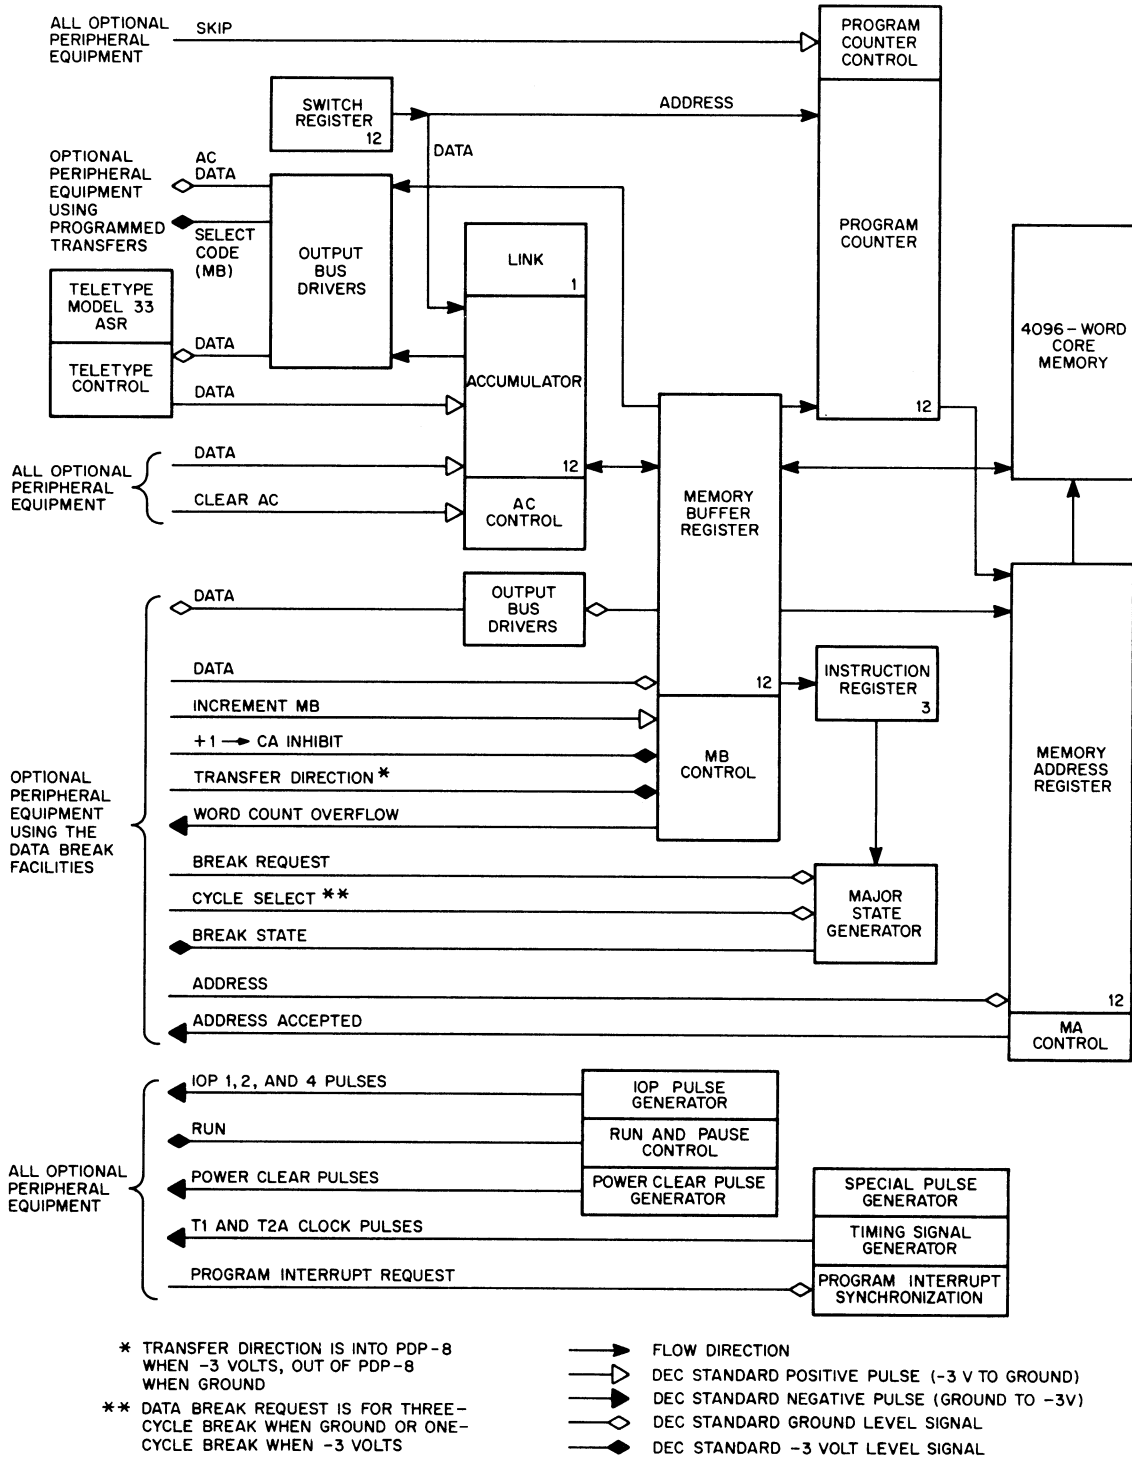 ALL OPTIONAL
PERIPHERAL
EQUIPMENT
SKIP
PROGRAM
COUNTER
CONTROL
SWITCH
REGISTER
12
ADDRESS
DATA
OPTIONAL
PERIPHERAL
EQUIPMENT
USING
PROGRAMMED
TRANSFERS
AC
DATA
SELECT
CODE
(MB)
OUTPUT
BUS
DRIVERS
LINK
1
PROGRAM
COUNTER
12
4096-WORD
CORE
MEMORY
TELETYPE
MODEL 33
ASR
TELETYPE
CONTROL
DATA
DATA
ACCUMULATOR
12
ALL OPTIONAL
PERIPHERAL
EQUIPMENT
DATA
CLEAR AC
AC
CONTROL
MEMORY
BUFFER
REGISTER
12
DATA
OUTPUT
BUS
DRIVERS
DATA
INSTRUCTION
REGISTER
3
INCREMENT MB
+1 → CA INHIBIT
TRANSFER DIRECTION *
WORD COUNT OVERFLOW
MB
CONTROL
MEMORY
ADDRESS
REGISTER
12
OPTIONAL
PERIPHERAL
EQUIPMENT
USING THE
DATA BREAK
FACILITIES
BREAK REQUEST
CYCLE SELECT **
BREAK STATE
MAJOR
STATE
GENERATOR
ADDRESS
ADDRESS ACCEPTED
MA
CONTROL
ALL OPTIONAL
PERIPHERAL
EQUIPMENT
IOP 1, 2, AND 4 PULSES
IOP PULSE
GENERATOR
RUN
RUN AND PAUSE
CONTROL
POWER CLEAR PULSES
POWER CLEAR PULSE
GENERATOR
SPECIAL PULSE
GENERATOR
T1 AND T2A CLOCK PULSES
TIMING SIGNAL
GENERATOR
PROGRAM INTERRUPT REQUEST
PROGRAM INTERRUPT
SYNCHRONIZATION
* TRANSFER DIRECTION IS INTO PDP-8
WHEN -3 VOLTS, OUT OF PDP-8
WHEN GROUND
** DATA BREAK REQUEST IS FOR THREE-
CYCLE BREAK WHEN GROUND OR ONE-
CYCLE BREAK WHEN -3 VOLTS
FLOW DIRECTION
DEC STANDARD POSITIVE PULSE (-3 V TO GROUND)
DEC STANDARD NEGATIVE PULSE (GROUND TO -3V)
DEC STANDARD GROUND LEVEL SIGNAL
DEC STANDARD -3 VOLT LEVEL SIGNAL